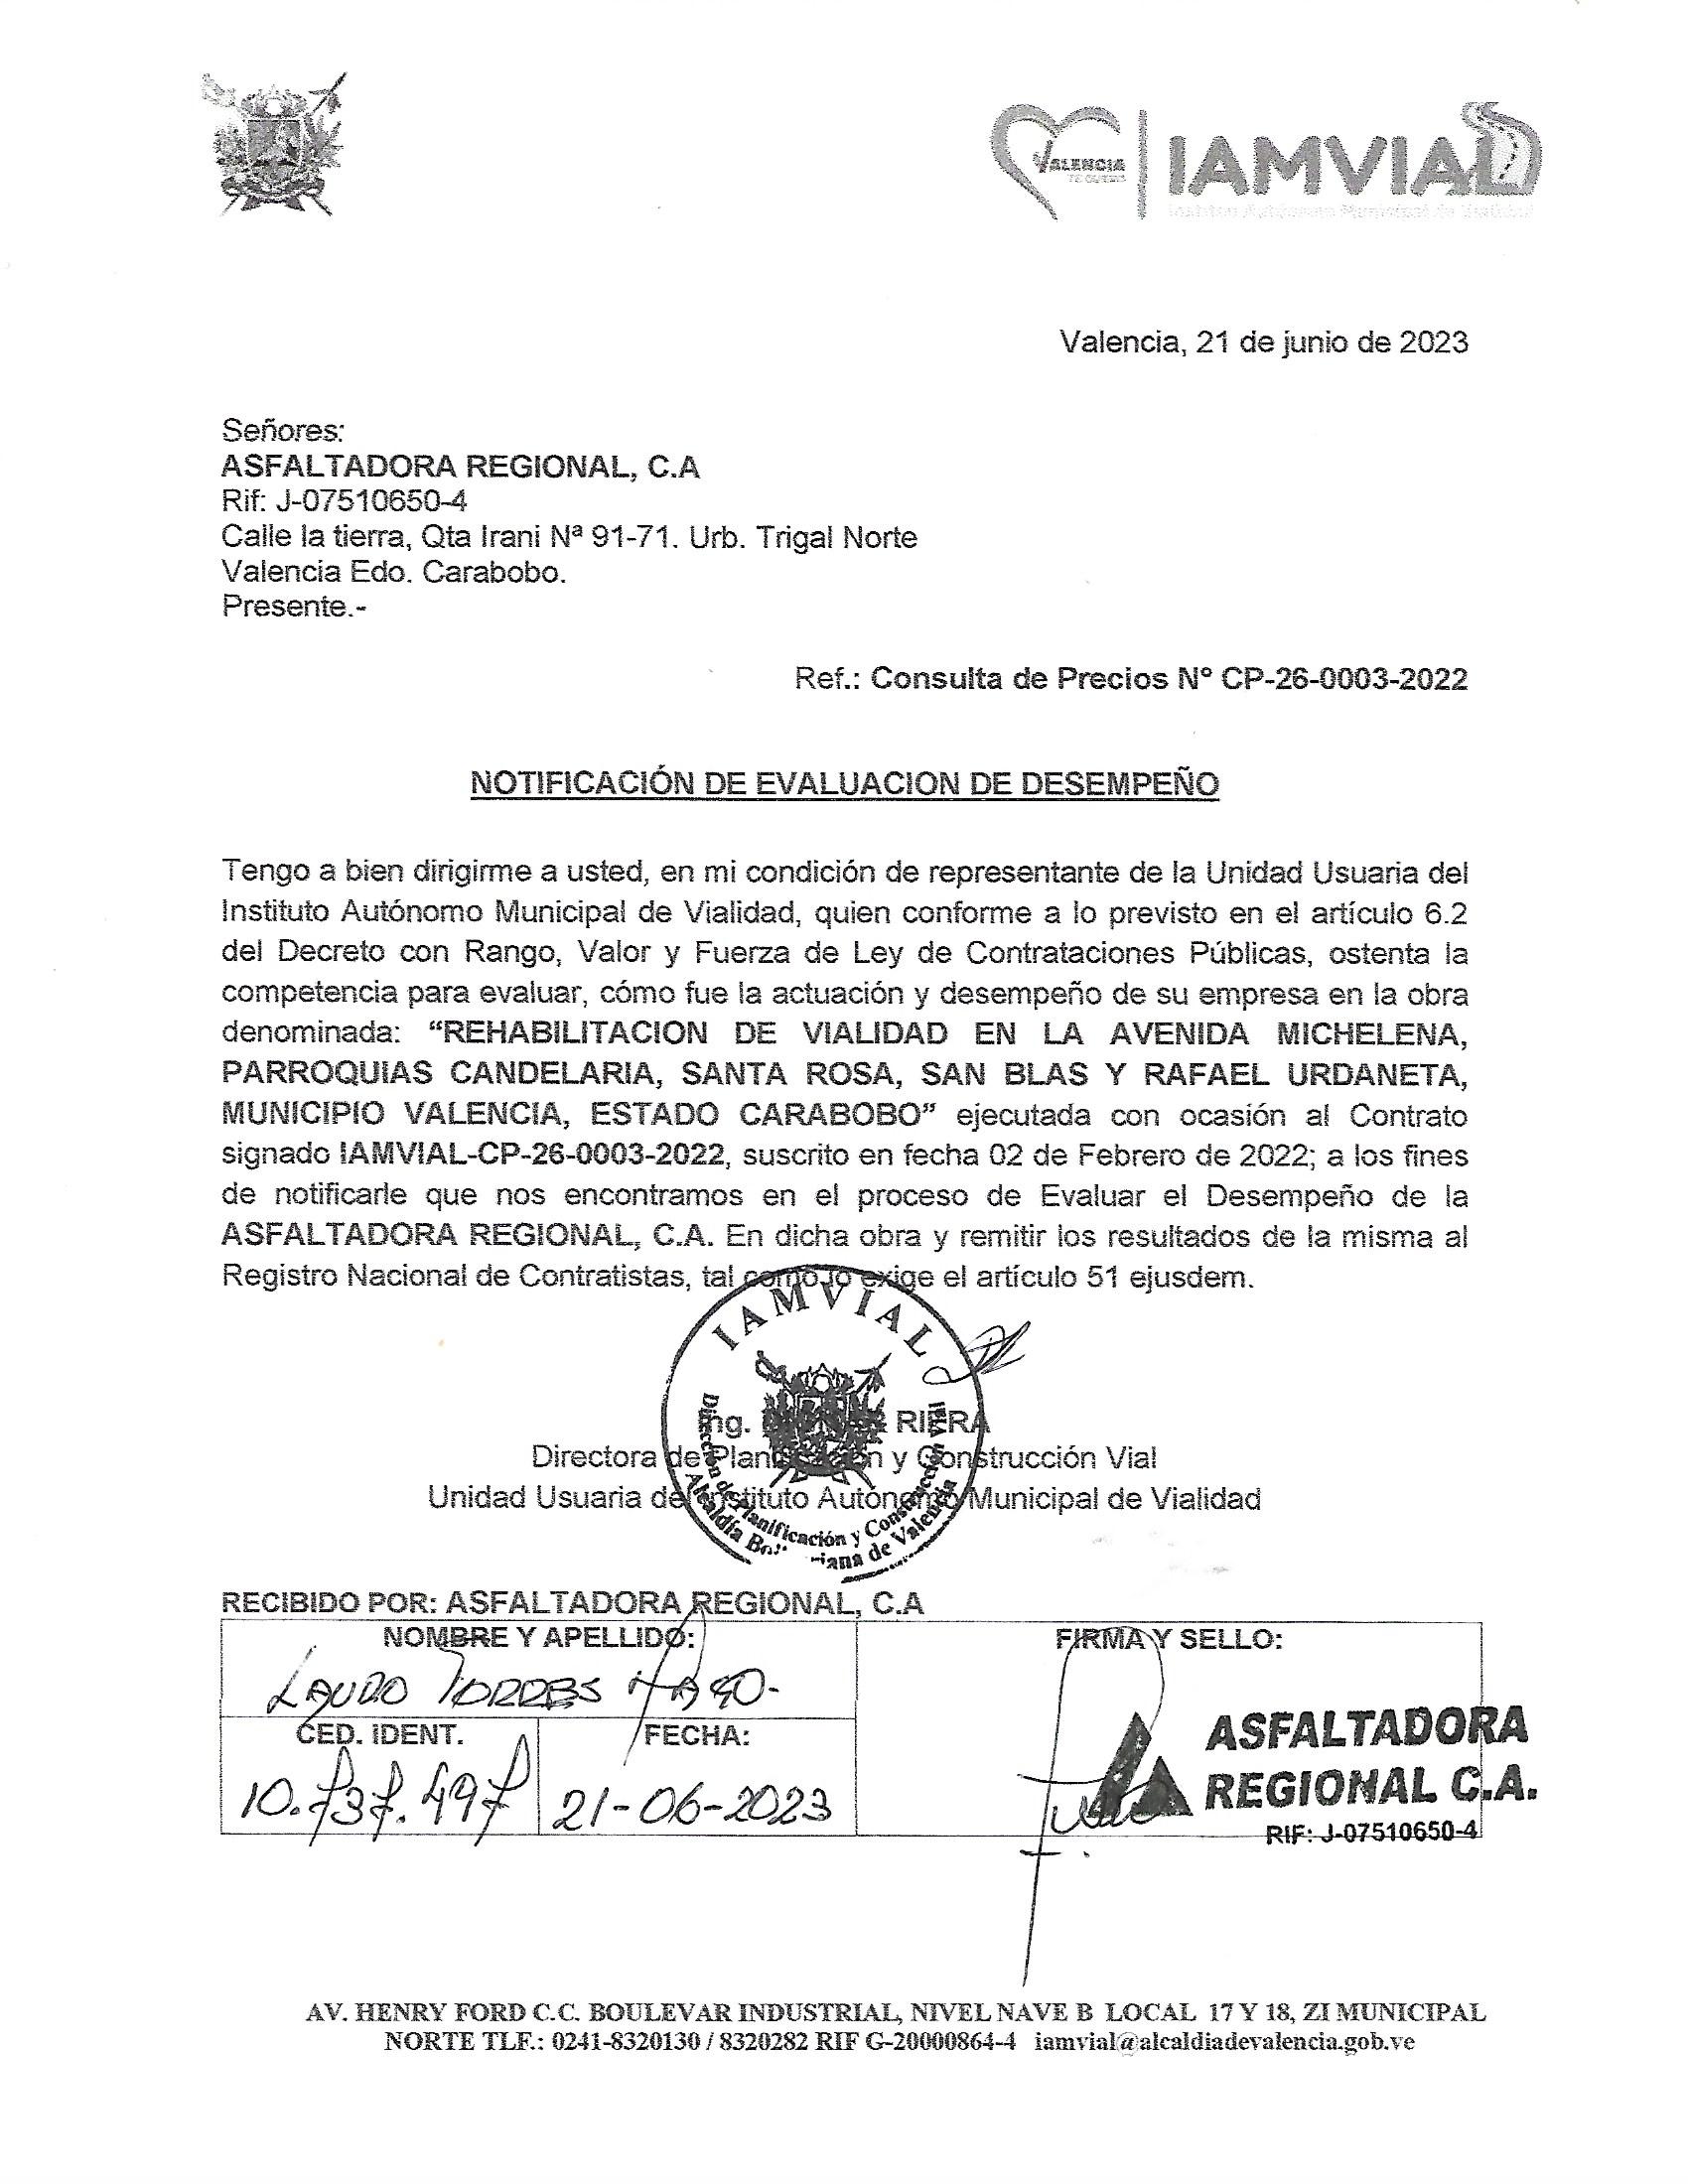 VALENCIA
TE QUIERO
IAMVIAL
Instituto Autónomo Municipal de Vialidad
Valencia, 21 de junio de 2023
Señores:
ASFALTADORA REGIONAL, C.A
Rif: J-07510650-4
Calle la tierra, Qta Irani Nª 91-71. Urb. Trigal Norte
Valencia Edo. Carabobo.
Presente.-
Ref.: Consulta de Precios Nº CP-26-0003-2022
NOTIFICACIÓN DE EVALUACION DE DESEMPEÑO
Tengo a bien dirigirme a usted, en mi condición de representante de la Unidad Usuaria del
Instituto Autónomo Municipal de Vialidad, quien conforme a lo previsto en el artículo 6.2
del Decreto con Rango, Valor y Fuerza de Ley de Contrataciones Públicas, ostenta la
competencia para evaluar, cómo fue la actuación y desempeño de su empresa en la obra
denominada: “REHABILITACION DE VIALIDAD EN LA AVENIDA MICHELENA,
PARROQUIAS CANDELARIA, SANTA ROSA, SAN BLAS Y RAFAEL URDANETA,
MUNICIPIO VALENCIA, ESTADO CARABOBO” ejecutada con ocasión al Contrato
signado IAMVIAL-CP-26-0003-2022, suscrito en fecha 02 de Febrero de 2022; a los fines
de notificarle que nos encontramos en el proceso de Evaluar el Desempeño de la
ASFALTADORA REGIONAL, C.A. En dicha obra y remitir los resultados de la misma al
Registro Nacional de Contratistas, tal como lo exige el artículo 51 ejusdem.
IAMVIAL
Ing. RIERA
Directora de Planificación y Construcción Vial
Unidad Usuaria del Instituto Autónomo Municipal de Vialidad
Dirección de Planificación y Construcción Vial
Alcaldía Bolivariana de Valencia
RECIBIDO POR: ASFALTADORA REGIONAL, C.A
NOMBRE Y APELLIDO:
LAURO TORRES
FIRMA Y SELLO:
CED. IDENT.
10.737.497
FECHA:
21-06-2023
ASFALTADORA
REGIONAL C.A.
RIF: J-07510650-4
AV. HENRY FORD C.C. BOULEVAR INDUSTRIAL, NIVEL NAVE B LOCAL 17 Y 18, ZI MUNICIPAL
NORTE TLF.: 0241-8320130 / 8320282 RIF G-20000864-4 iamvial@alcaldiadevalencia.gob.ve